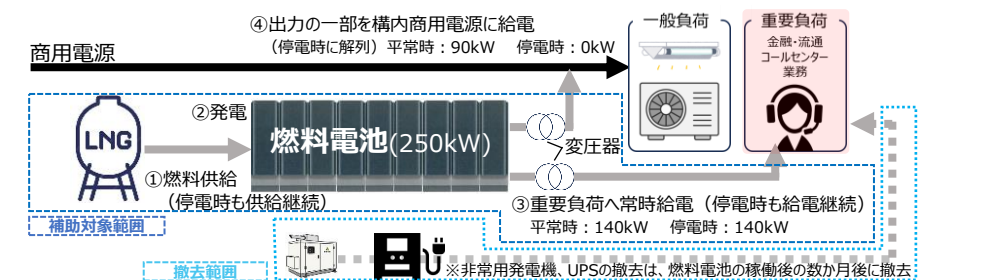 ④出力の一部を構内商用電源に給電
（停電時に解列）平常時：90kW　停電時：0kW
商用電源
一般負荷
重要負荷
金融・流通
コールセンター
業務
②発電
LNG
燃料電池(250kW)
変圧器
①燃料供給
（停電時も供給継続）
③重要負荷へ常時給電（停電時も給電継続）
平常時：140kW　停電時：140kW
補助対象範囲
撤去範囲
※非常用発電機、UPSの撤去は、燃料電池の稼働後の数か月後に撤去